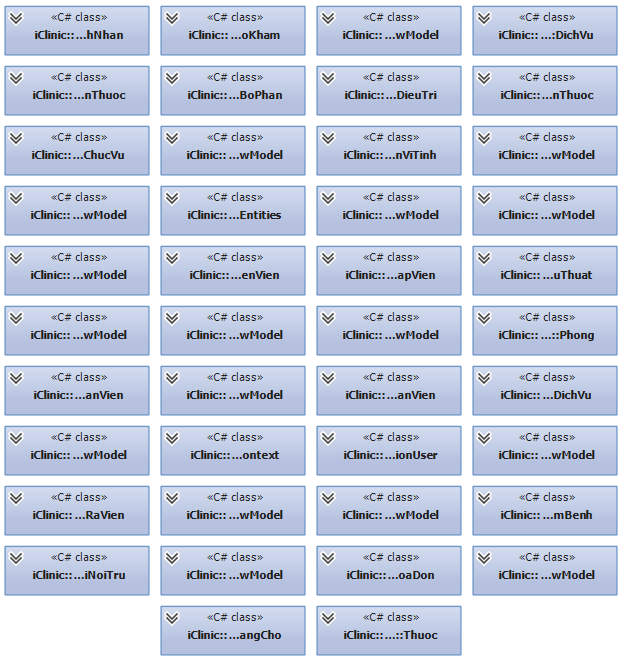 «C# class»
iClinic:: ...hNhan
«C# class»
iClinic:: ...oKham
«C# class»
iClinic:: ...wModel
«C# class»
iClinic:: ...:DichVu
«C# class»
iClinic:: ...nThuoc
«C# class»
iClinic:: ...BoPhan
«C# class»
iClinic:: ...DieuTri
«C# class»
iClinic:: ...nThuoc
«C# class»
iClinic:: ...ChucVu
«C# class»
iClinic:: ...wModel
«C# class»
iClinic:: ...nViTinh
«C# class»
iClinic:: ...wModel
«C# class»
iClinic:: ...wModel
«C# class»
iClinic:: ...Entities
«C# class»
iClinic:: ...wModel
«C# class»
iClinic:: ...wModel
«C# class»
iClinic:: ...wModel
«C# class»
iClinic:: ...enVien
«C# class»
iClinic:: ...apVien
«C# class»
iClinic:: ...uThuat
«C# class»
iClinic:: ...wModel
«C# class»
iClinic:: ...wModel
«C# class»
iClinic:: ...wModel
«C# class»
iClinic:: ...::Phong
«C# class»
iClinic:: ...anVien
«C# class»
iClinic:: ...wModel
«C# class»
iClinic:: ...anVien
«C# class»
iClinic:: ...DichVu
«C# class»
iClinic:: ...wModel
«C# class»
iClinic:: ...ontext
«C# class»
iClinic:: ...ionUser
«C# class»
iClinic:: ...wModel
«C# class»
iClinic:: ...RaVien
«C# class»
iClinic:: ...wModel
«C# class»
iClinic:: ...wModel
«C# class»
iClinic:: ...mBenh
«C# class»
iClinic:: ...iNoiTru
«C# class»
iClinic:: ...wModel
«C# class»
iClinic:: ...oaDon
«C# class»
iClinic:: ...wModel
«C# class»
iClinic:: ...angCho
«C# class»
iClinic:: ...::Thuoc